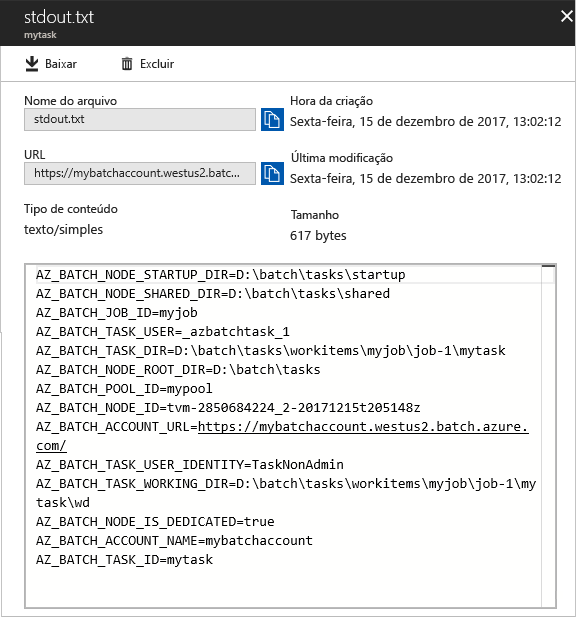 stdout.txt
mytask
Baixar
Excluir
Nome do arquivo
stdout.txt
Hora da criação
Sexta-feira, 15 de dezembro de 2017, 13:02:12
URL
https://mybatchaccount.westus2.batc...
Última modificação
Sexta-feira, 15 de dezembro de 2017, 13:02:12
Tipo de conteúdo
texto/simples
Tamanho
617 bytes
AZ_BATCH_NODE_STARTUP_DIR=D:\batch\tasks\startup
AZ_BATCH_NODE_SHARED_DIR=D:\batch\tasks\shared
AZ_BATCH_JOB_ID=myjob
AZ_BATCH_TASK_USER=_azbatchtask_1
AZ_BATCH_TASK_DIR=D:\batch\tasks\workitems\myjob\job-1\mytask
AZ_BATCH_NODE_ROOT_DIR=D:\batch\tasks
AZ_BATCH_POOL_ID=mypool
AZ_BATCH_NODE_ID=tvm-2850684224_2-20171215t205148z
AZ_BATCH_ACCOUNT_URL=https://mybatchaccount.westus2.batch.azure.
com/
AZ_BATCH_TASK_USER_IDENTITY=TaskNonAdmin
AZ_BATCH_TASK_WORKING_DIR=D:\batch\tasks\workitems\myjob\job-1\my
task\wd
AZ_BATCH_NODE_IS_DEDICATED=true
AZ_BATCH_ACCOUNT_NAME=mybatchaccount
AZ_BATCH_TASK_ID=mytask